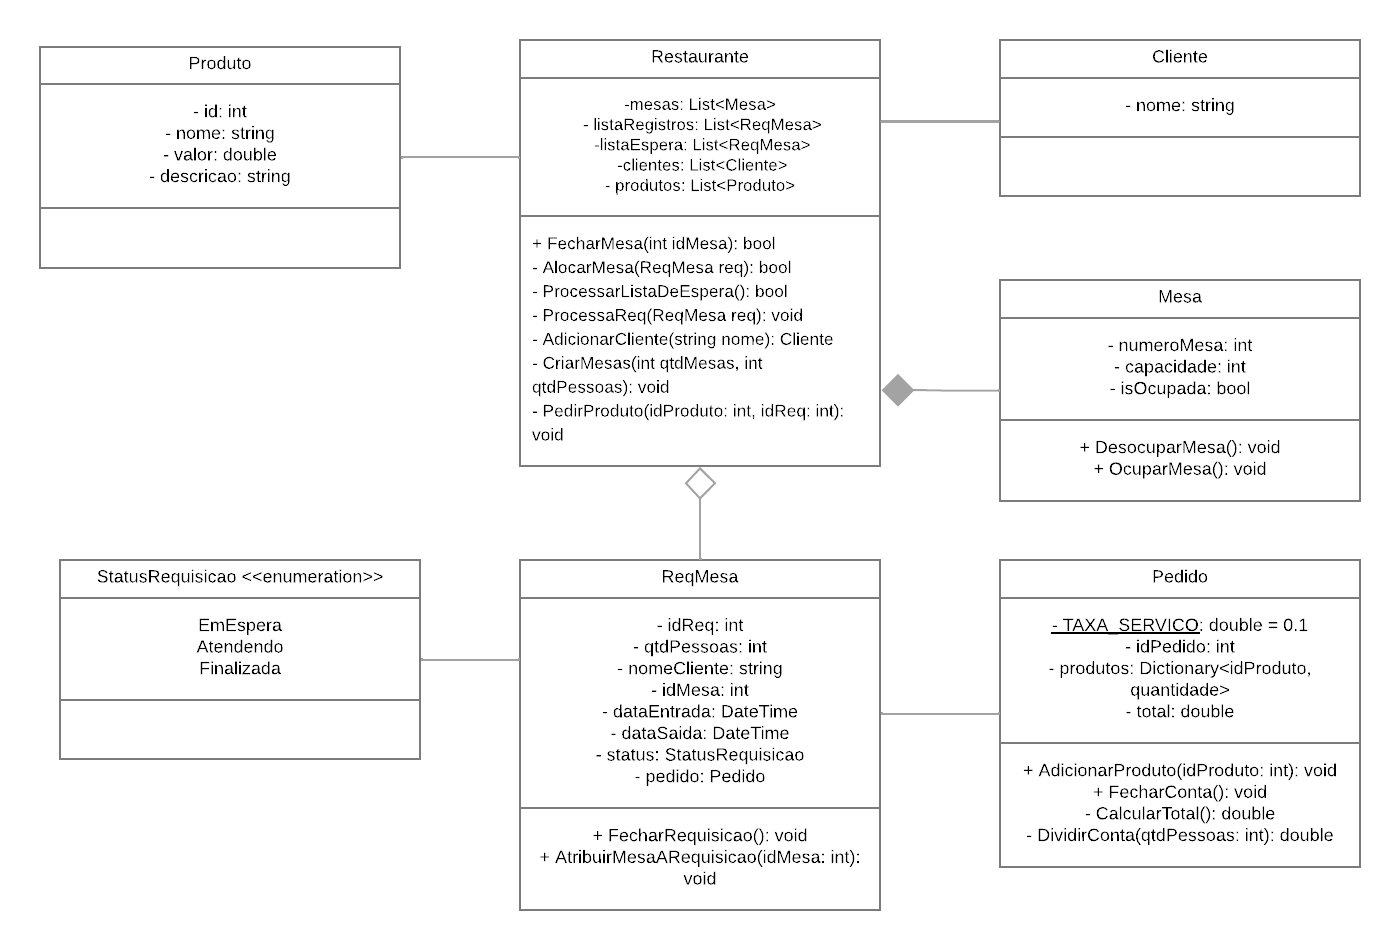 Produto
- id: int
- nome: string
- valor: double
- descricao: string
Restaurante
-mesas: List<Mesa>
- listaRegistros: List<ReqMesa>
-listaEspera: List<ReqMesa>
-clientes: List<Cliente>
- produtos: List<Produto>
+ FecharMesa(int idMesa): bool
- AlocarMesa(ReqMesa req): bool
- ProcessarListaDeEspera(): bool
- ProcessaReq(ReqMesa req): void
- AdicionarCliente(string nome): Cliente
- CriarMesas(int qtdMesas, int
qtdPessoas): void
- PedirProduto(idProduto: int, idReq: int):
void
Cliente
- nome: string
Mesa
- numeroMesa: int
- capacidade: int
- isOcupada: bool
+ DesocuparMesa(): void
+ OcuparMesa(): void
StatusRequisicao <<enumeration>>
EmEspera
Atendendo
Finalizada
ReqMesa
- idReq: int
- qtdPessoas: int
- nomeCliente: string
- idMesa: int
- dataEntrada: DateTime
- dataSaida: DateTime
- status: StatusRequisicao
- pedido: Pedido
+ FecharRequisicao(): void
+ AtribuirMesaARequisicao(idMesa: int):
void
Pedido
- TAXA_SERVICO: double = 0.1
- idPedido: int
- produtos: Dictionary<idProduto,
quantidade>
- total: double
+ AdicionarProduto(idProduto: int): void
+ FecharConta(): void
- CalcularTotal(): double
- DividirConta(qtdPessoas: int): double